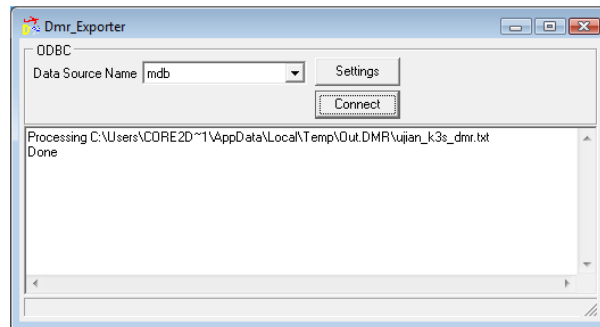 Dmr_Exporter
ODBC
Data Source Name mdb Settings
Connect
Processing C:\Users\CORE2D~1\AppData\Local\Temp\Out.DMR\ujian_k3s_dmr.txt
Done